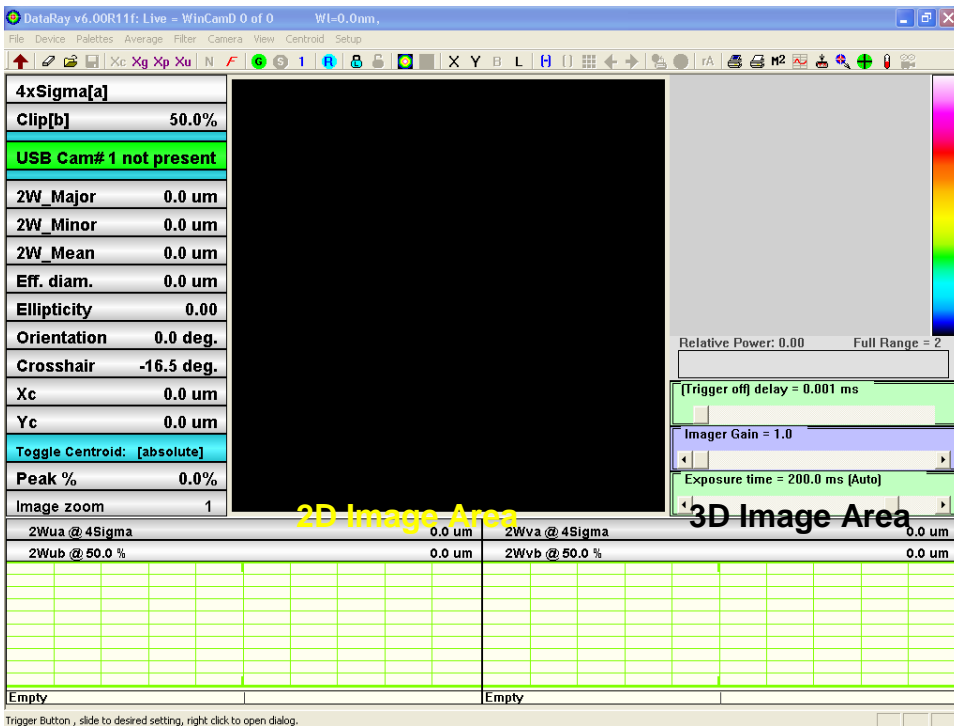 DataRay v6.00R11f: Live = WinCamD 0 of 0 Wl=0.0nm,
File Device Palettes Average Filter Camera View Centroid Setup
Xc Xg Xp Xu N F G S 1 R X Y B L [-] [ ] rA M²
4xSigma[a]
Clip[b] 50.0%
USB Cam# 1 not present
2W_Major 0.0 um
2W_Minor 0.0 um
2W_Mean 0.0 um
Eff. diam. 0.0 um
Ellipticity 0.00
Orientation 0.0 deg.
Crosshair -16.5 deg.
Xc 0.0 um
Yc 0.0 um
Toggle Centroid: [absolute]
Peak % 0.0%
Image zoom 1
2D Image Area
Relative Power: 0.00 Full Range = 2
(Trigger off) delay = 0.001 ms
Imager Gain = 1.0
Exposure time = 200.0 ms (Auto)
3D Image Area
2Wua @ 4Sigma 0.0 um 2Wva @ 4Sigma 0.0 um
2Wub @ 50.0 % 0.0 um 2Wvb @ 50.0 % 0.0 um
Empty Empty
Trigger Button , slide to desired setting, right click to open dialog.